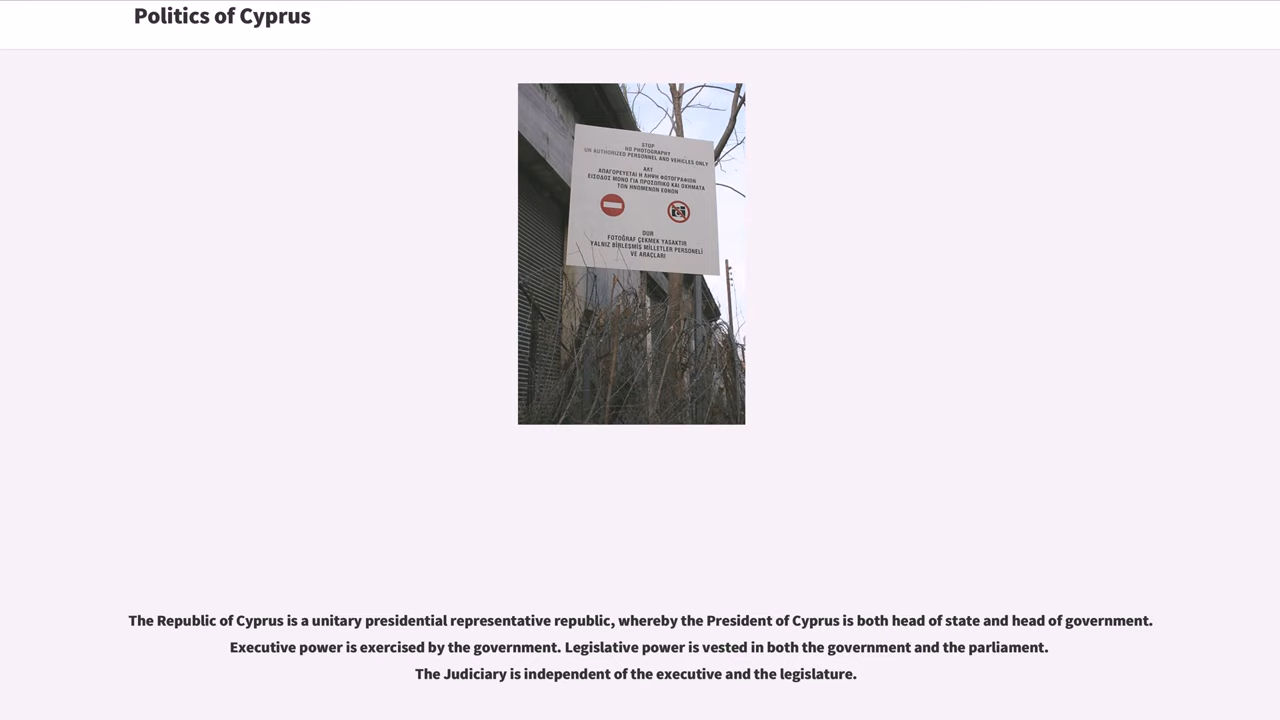 Politics of Cyprus
STOP
NO PHOTOGRAPHY
UN AUTHORIZED PERSONNEL AND VEHICLES ONLY
ΑΛΤ
ΑΠΑΓΟΡΕΥΕΤΑΙ Η ΛΗΨΗ ΦΩΤΟΓΡΑΦΙΩΝ
ΕΙΣΟΔΟΣ ΜΟΝΟ ΓΙΑ ΠΡΟΣΩΠΙΚΟ ΚΑΙ ΟΧΗΜΑΤΑ
ΤΩΝ ΗΝΩΜΕΝΩΝ ΕΘΝΩΝ
DUR
FOTOĞRAF ÇEKMEK YASAKTIR
YALNIZ BİRLEŞMİŞ MİLLETLER PERSONELİ
VE ARAÇLARI
The Republic of Cyprus is a unitary presidential representative republic, whereby the President of Cyprus is both head of state and head of government.
Executive power is exercised by the government. Legislative power is vested in both the government and the parliament.
The Judiciary is independent of the executive and the legislature.